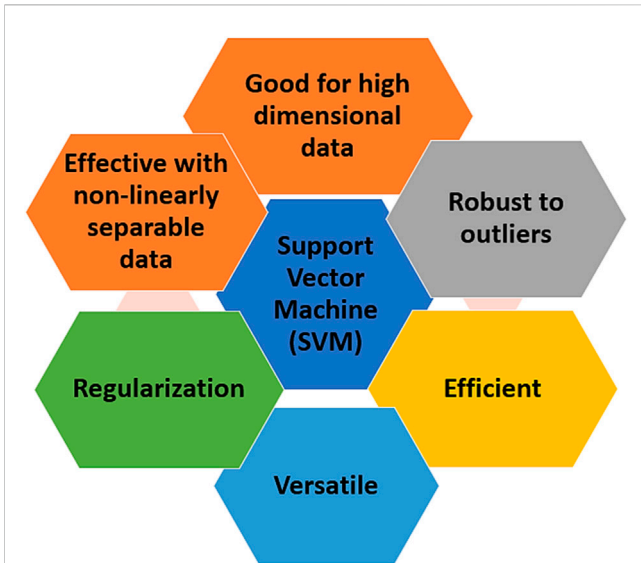 Good for high
dimensional
data
Effective with
non-linearly
separable
data
Robust to
outliers
Support
Vector
Machine
(SVM)
Regularization
Efficient
Versatile